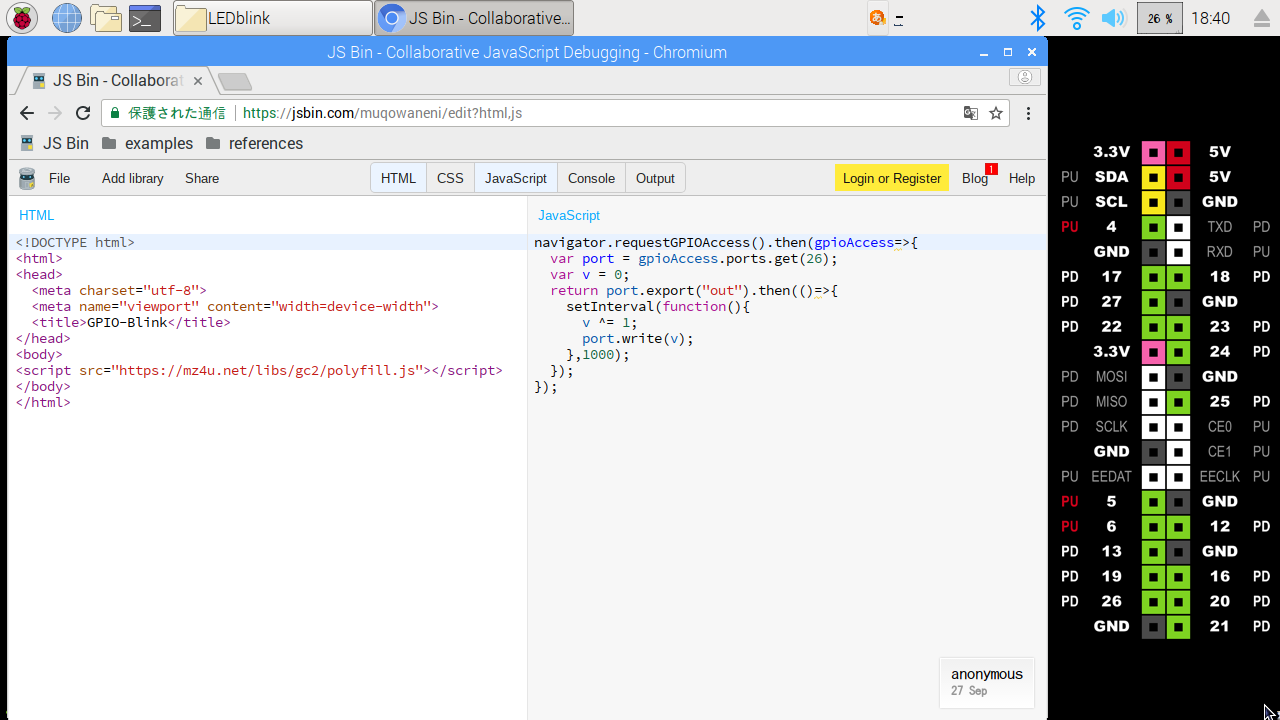 LEDblink
JS Bin - Collaborative...
あ
26 %
18:40
JS Bin - Collaborative JavaScript Debugging - Chromium
JS Bin - Collaborat
保護された通信 https://jsbin.com/muqowaneni/edit?html,js
JS Bin examples references
File Add library Share HTML CSS JavaScript Console Output Login or Register Blog 1 Help
HTML
<!DOCTYPE html>
<html>
<head>
<meta charset="utf-8">
<meta name="viewport" content="width=device-width">
<title>GPIO-Blink</title>
</head>
<body>
<script src="https://mz4u.net/libs/gc2/polyfill.js"></script>
</body>
</html>
JavaScript
navigator.requestGPIOAccess().then(gpioAccess=>{
var port = gpioAccess.ports.get(26);
var v = 0;
return port.export("out").then(()=>{
setInterval(function(){
v ^= 1;
port.write(v);
},1000);
});
});
anonymous
27 Sep
3.3V 5V
PU SDA 5V
PU SCL GND
PU 4 TXD PD
GND RXD PU
PD 17 18 PD
PD 27 GND
PD 22 23 PD
3.3V 24 PD
PD MOSI GND
PD MISO 25 PD
PD SCLK CE0 PU
GND CE1 PU
PU EEDAT EECLK PU
PU 5 GND
PU 6 12 PD
PD 13 GND
PD 19 16 PD
PD 26 20 PD
GND 21 PD